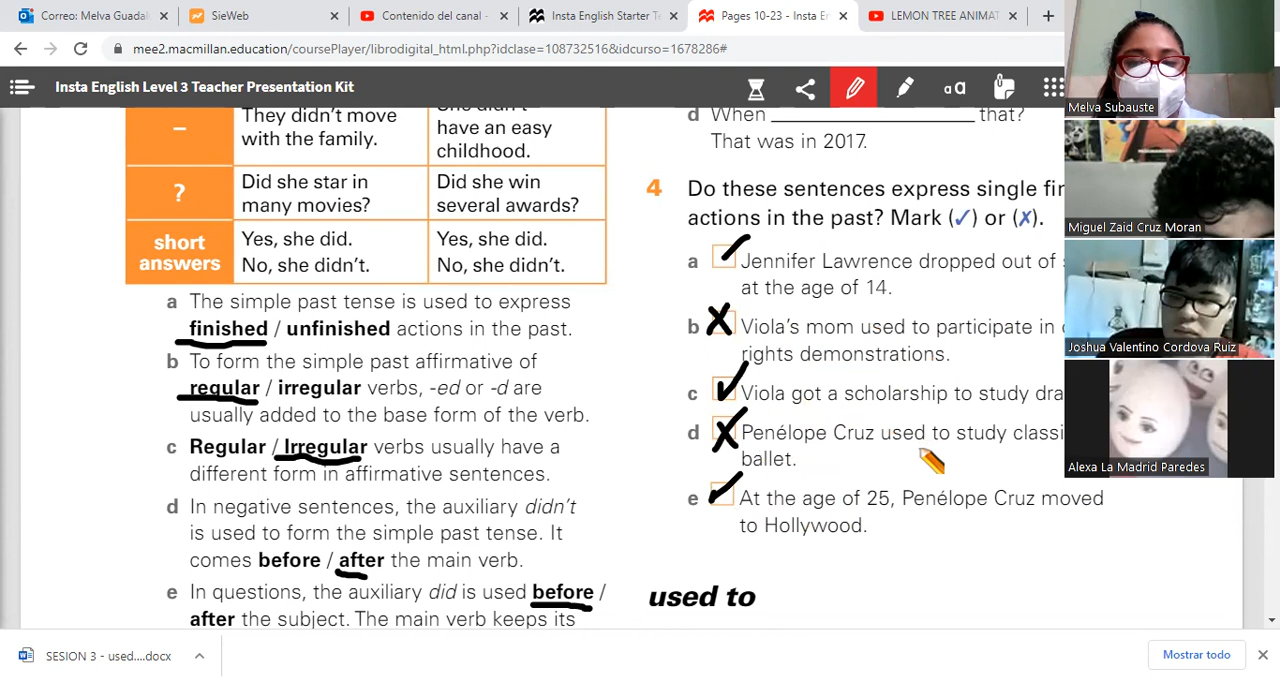 Correo: Melva Guadalu
SieWeb
Contenido del canal -
Insta English Starter Te
Pages 10-23 - Insta En
LEMON TREE ANIMAT
mee2.macmillan.education/coursePlayer/librodigital_html.php?idclase=108732516&idcurso=1678286#
Insta English Level 3 Teacher Presentation Kit
aa
Melva Subauste
Miguel Zaid Cruz Moran
Joshua Valentino Cordova Ruiz
Alexa La Madrid Paredes
–
They didn't move
with the family.
She didn't
have an easy
childhood.
?
Did she star in
many movies?
Did she win
several awards?
short
answers
Yes, she did.
No, she didn't.
Yes, she did.
No, she didn't.
a The simple past tense is used to express
finished / unfinished actions in the past.
b To form the simple past affirmative of
regular / irregular verbs, -ed or -d are
usually added to the base form of the verb.
c Regular / Irregular verbs usually have a
different form in affirmative sentences.
d In negative sentences, the auxiliary didn't
is used to form the simple past tense. It
comes before / after the main verb.
e In questions, the auxiliary did is used before /
after the subject. The main verb keeps its
d When ____________________ that?
That was in 2017.
4 Do these sentences express single fin
actions in the past? Mark (✓) or (✗).
a Jennifer Lawrence dropped out of s
at the age of 14.
b Viola's mom used to participate in c
rights demonstrations.
c Viola got a scholarship to study dra
d Penélope Cruz used to study classi
ballet.
e At the age of 25, Penélope Cruz moved
to Hollywood.
used to
SESION 3 - used....docx
Mostrar todo